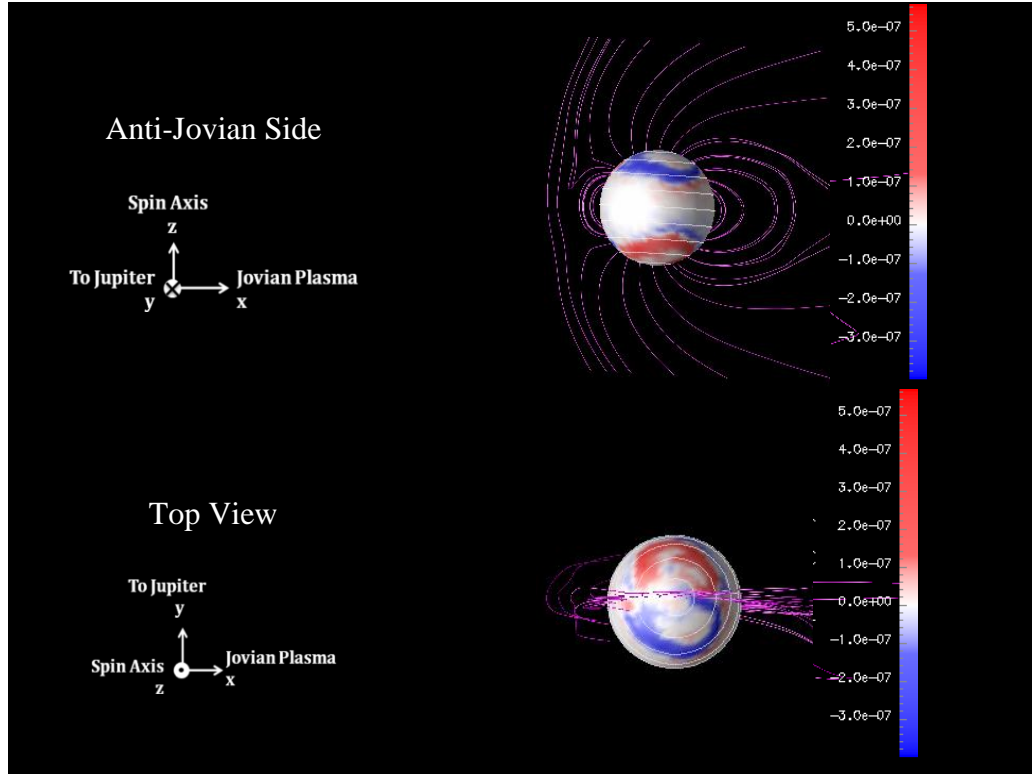 5.0e-07
4.0e-07
3.0e-07
2.0e-07
Anti-Jovian Side
1.0e-07
Spin Axis
z
0.0e+00
To Jupiter
Jovian Plasma
y
x
-1.0e-07
-2.0e-07
-3.0e-07
5.0e-07
4.0e-07
3.0e-07
Top View
2.0e-07
To Jupiter
y
1.0e-07
0.0e+00
-1.0e-07
Spin Axis
Jovian Plasma
z
x
-2.0e-07
-3.0e-07